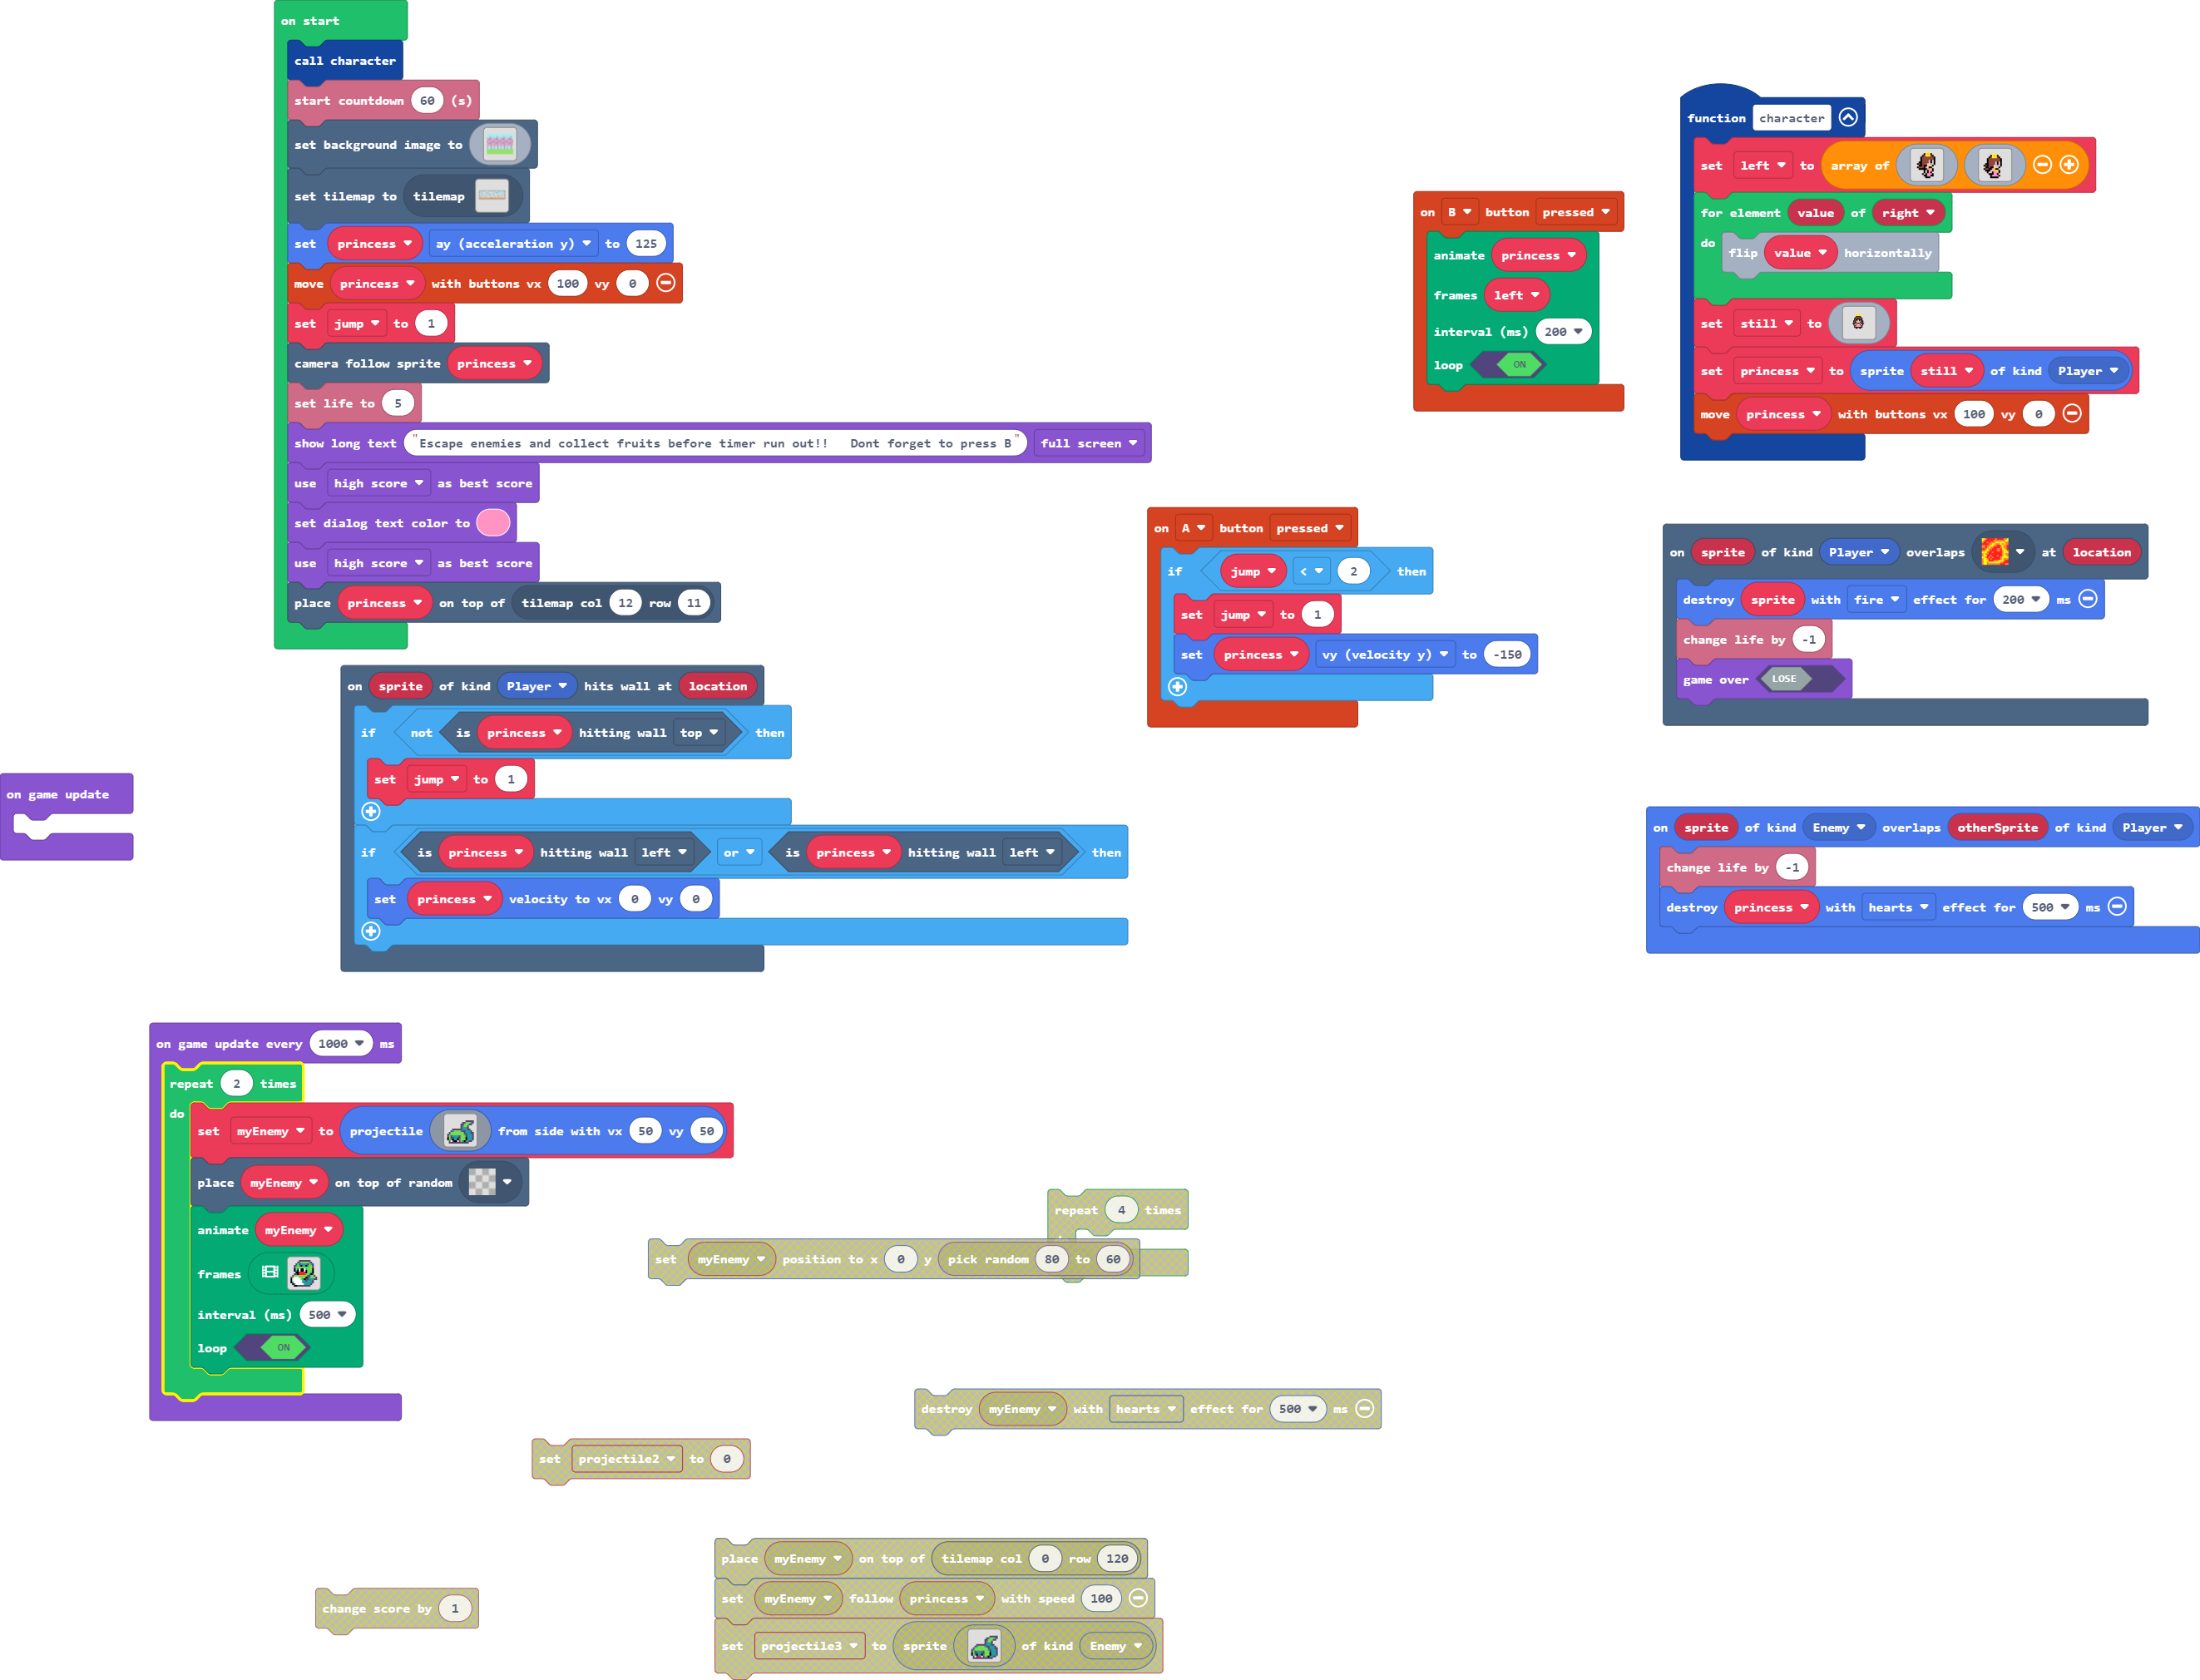 on start
call character
start countdown 60 (s)
set background image to
set tilemap to tilemap
set princess ay (acceleration y) to 125
move princess with buttons vx 100 vy 0
set jump to 1
camera follow sprite princess
set life to 5
show long text "Escape enemies and collect fruits before timer run out!! Dont forget to press B" full screen
use high score as best score
set dialog text color to
use high score as best score
place princess on top of tilemap col 12 row 11
on B button pressed
animate princess
frames left
interval (ms) 200
loop ON
function character
set left to array of
for element value of right
do flip value horizontally
set still to
set princess to sprite still of kind Player
move princess with buttons vx 100 vy 0
on A button pressed
if jump < 2 then
set jump to 1
set princess vy (velocity y) to -150
on sprite of kind Player overlaps at location
destroy sprite with fire effect for 200 ms
change life by -1
game over LOSE
on sprite of kind Player hits wall at location
if not is princess hitting wall top then
set jump to 1
if is princess hitting wall left or is princess hitting wall left then
set princess velocity to vx 0 vy 0
on game update
on sprite of kind Enemy overlaps otherSprite of kind Player
change life by -1
destroy princess with hearts effect for 500 ms
on game update every 1000 ms
repeat 2 times
do
set myEnemy to projectile from side with vx 50 vy 50
place myEnemy on top of random
animate myEnemy
frames
interval (ms) 500
loop ON
repeat 4 times
set myEnemy position to x 0 y pick random 80 to 60
destroy myEnemy with hearts effect for 500 ms
set projectile2 to 0
place myEnemy on top of tilemap col 0 row 120
set myEnemy follow princess with speed 100
set projectile3 to sprite of kind Enemy
change score by 1